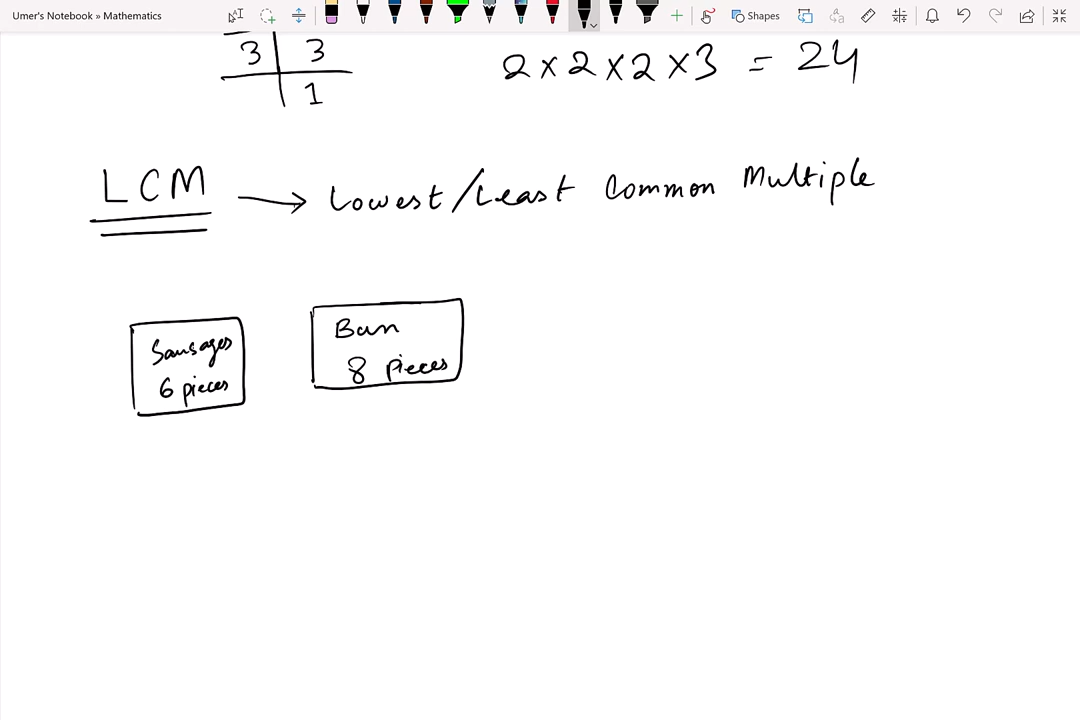 Umer's Notebook » Mathematics
Shapes
3 3
1
2 × 2 × 2 × 3 = 24
LCM → Lowest/Least Common Multiple
Sausages
6 pieces
Bun
8 pieces